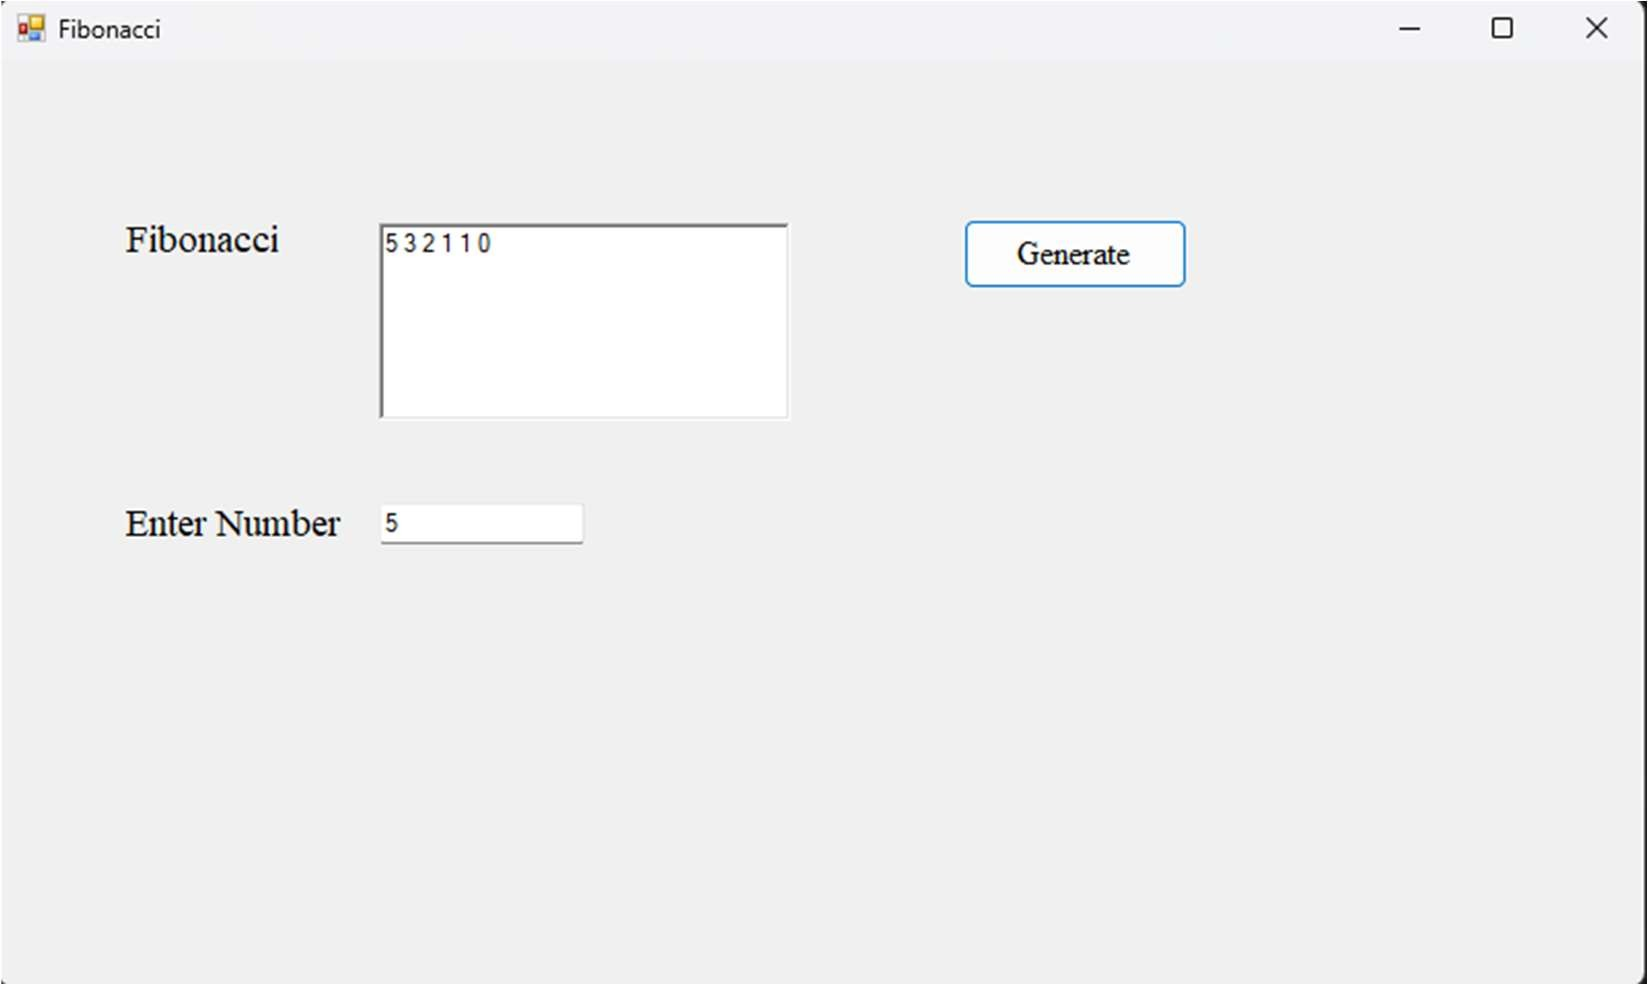 Fibonacci
Fibonacci
5 3 2 1 1 0
Generate
Enter Number
5